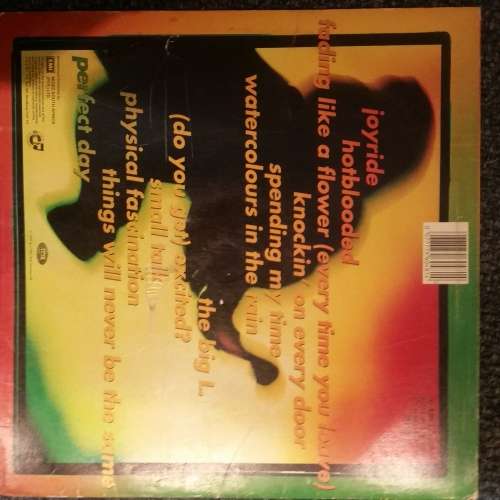 joyride
hotblooded
fading like a flower (every time you leave)
knockin' on every door
spending my time
watercolours in the rain
the big l.
(do you get) excited?
small talk
physical fascination
things will never be the same
perfect day
EMI